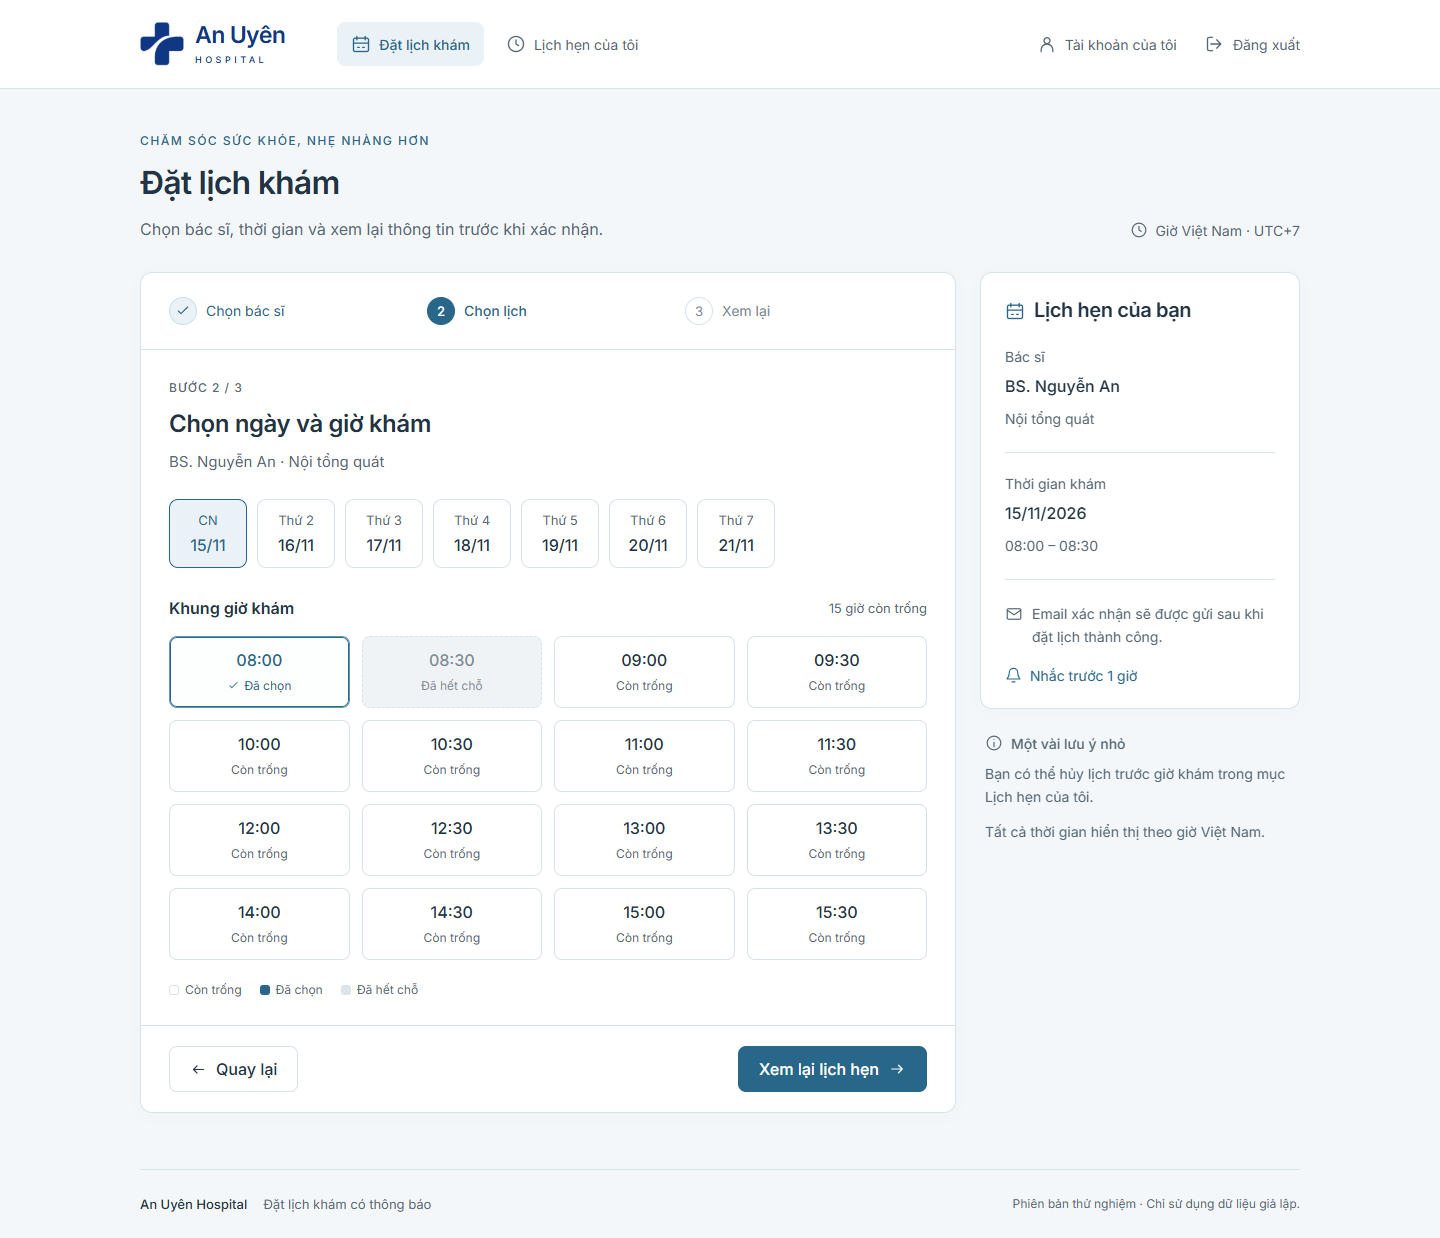 An Uyên
HOSPITAL
Đặt lịch khám
Lịch hẹn của tôi
Tài khoản của tôi
Đăng xuất
CHĂM SÓC SỨC KHỎE, NHẸ NHÀNG HƠN
Đặt lịch khám
Chọn bác sĩ, thời gian và xem lại thông tin trước khi xác nhận.
Giờ Việt Nam · UTC+7
Chọn bác sĩ
2 Chọn lịch
3 Xem lại
BƯỚC 2 / 3
Chọn ngày và giờ khám
BS. Nguyễn An · Nội tổng quát
CN
15/11
Thứ 2
16/11
Thứ 3
17/11
Thứ 4
18/11
Thứ 5
19/11
Thứ 6
20/11
Thứ 7
21/11
Khung giờ khám
15 giờ còn trống
08:00
Đã chọn
08:30
Đã hết chỗ
09:00
Còn trống
09:30
Còn trống
10:00
Còn trống
10:30
Còn trống
11:00
Còn trống
11:30
Còn trống
12:00
Còn trống
12:30
Còn trống
13:00
Còn trống
13:30
Còn trống
14:00
Còn trống
14:30
Còn trống
15:00
Còn trống
15:30
Còn trống
Còn trống
Đã chọn
Đã hết chỗ
Quay lại
Xem lại lịch hẹn
Lịch hẹn của bạn
Bác sĩ
BS. Nguyễn An
Nội tổng quát
Thời gian khám
15/11/2026
08:00 – 08:30
Email xác nhận sẽ được gửi sau khi
đặt lịch thành công.
Nhắc trước 1 giờ
Một vài lưu ý nhỏ
Bạn có thể hủy lịch trước giờ khám trong mục
Lịch hẹn của tôi.
Tất cả thời gian hiển thị theo giờ Việt Nam.
An Uyên Hospital
Đặt lịch khám có thông báo
Phiên bản thử nghiệm · Chỉ sử dụng dữ liệu giả lập.